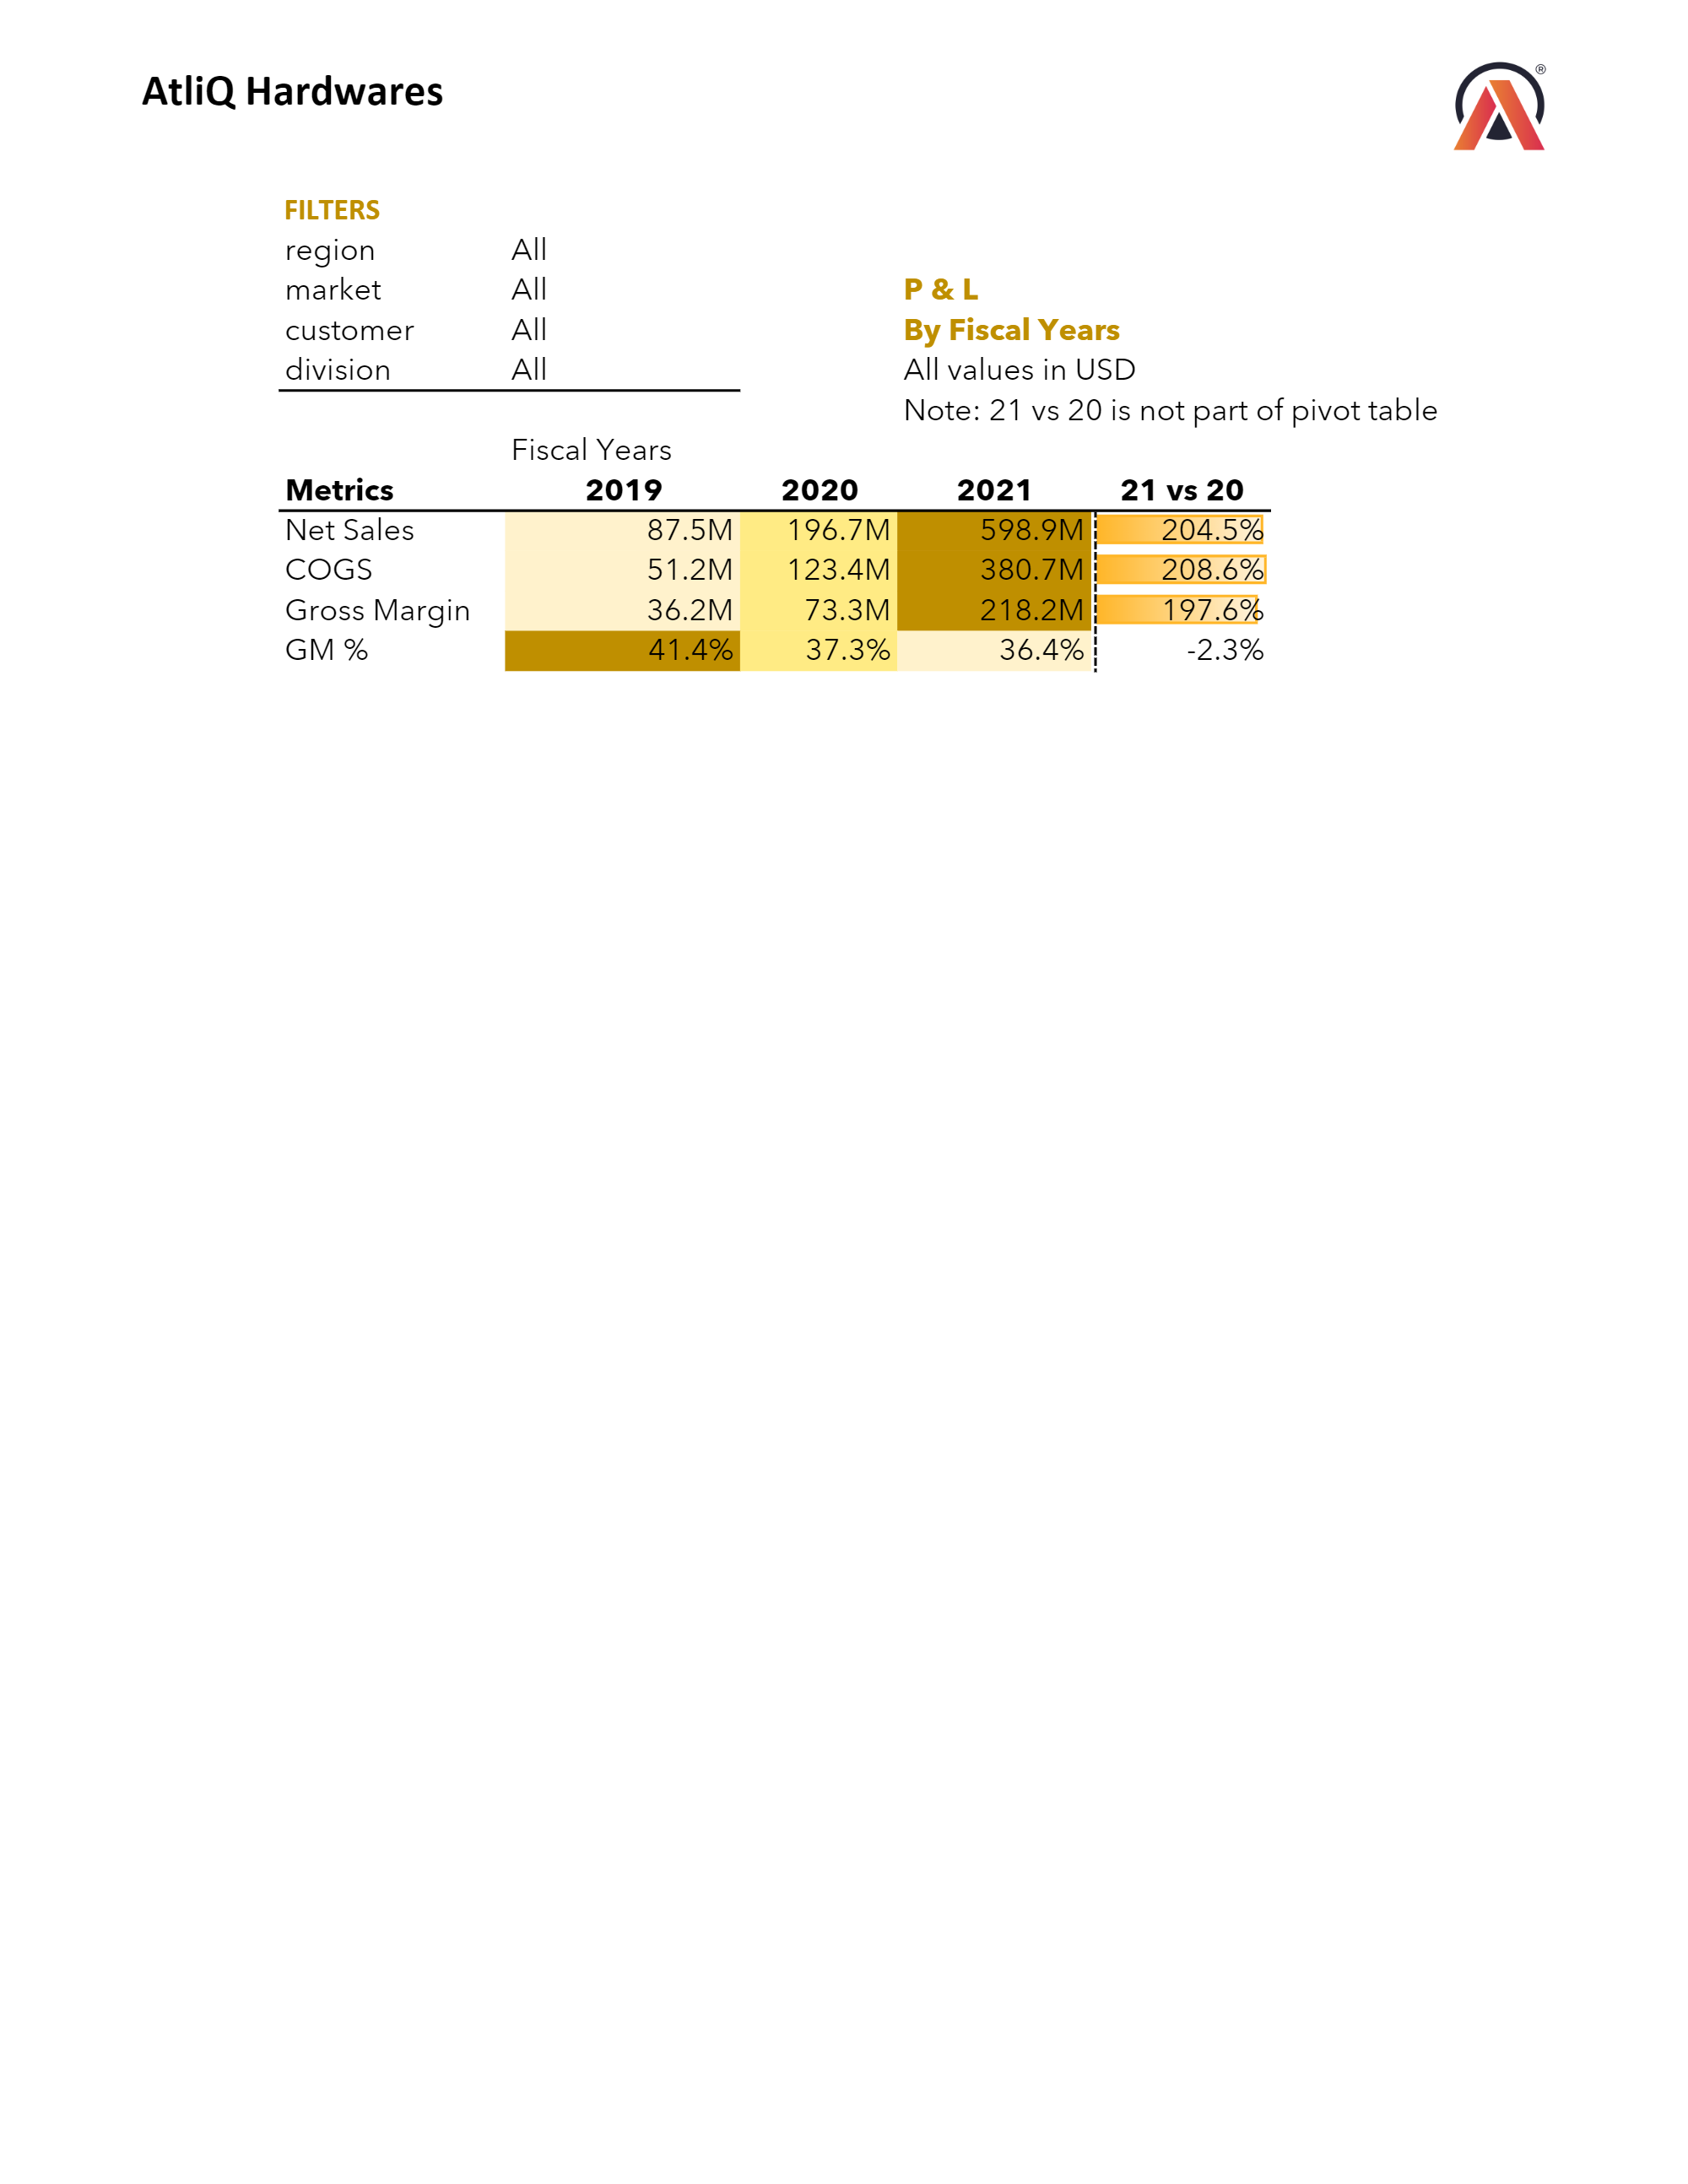 AtliQ Hardwares
®
FILTERS
region All
market All
customer All
division All
P & L
By Fiscal Years
All values in USD
Note: 21 vs 20 is not part of pivot table
Fiscal Years
Metrics 2019 2020 2021 21 vs 20
Net Sales 87.5M 196.7M 598.9M 204.5%
COGS 51.2M 123.4M 380.7M 208.6%
Gross Margin 36.2M 73.3M 218.2M 197.6%
GM % 41.4% 37.3% 36.4% -2.3%